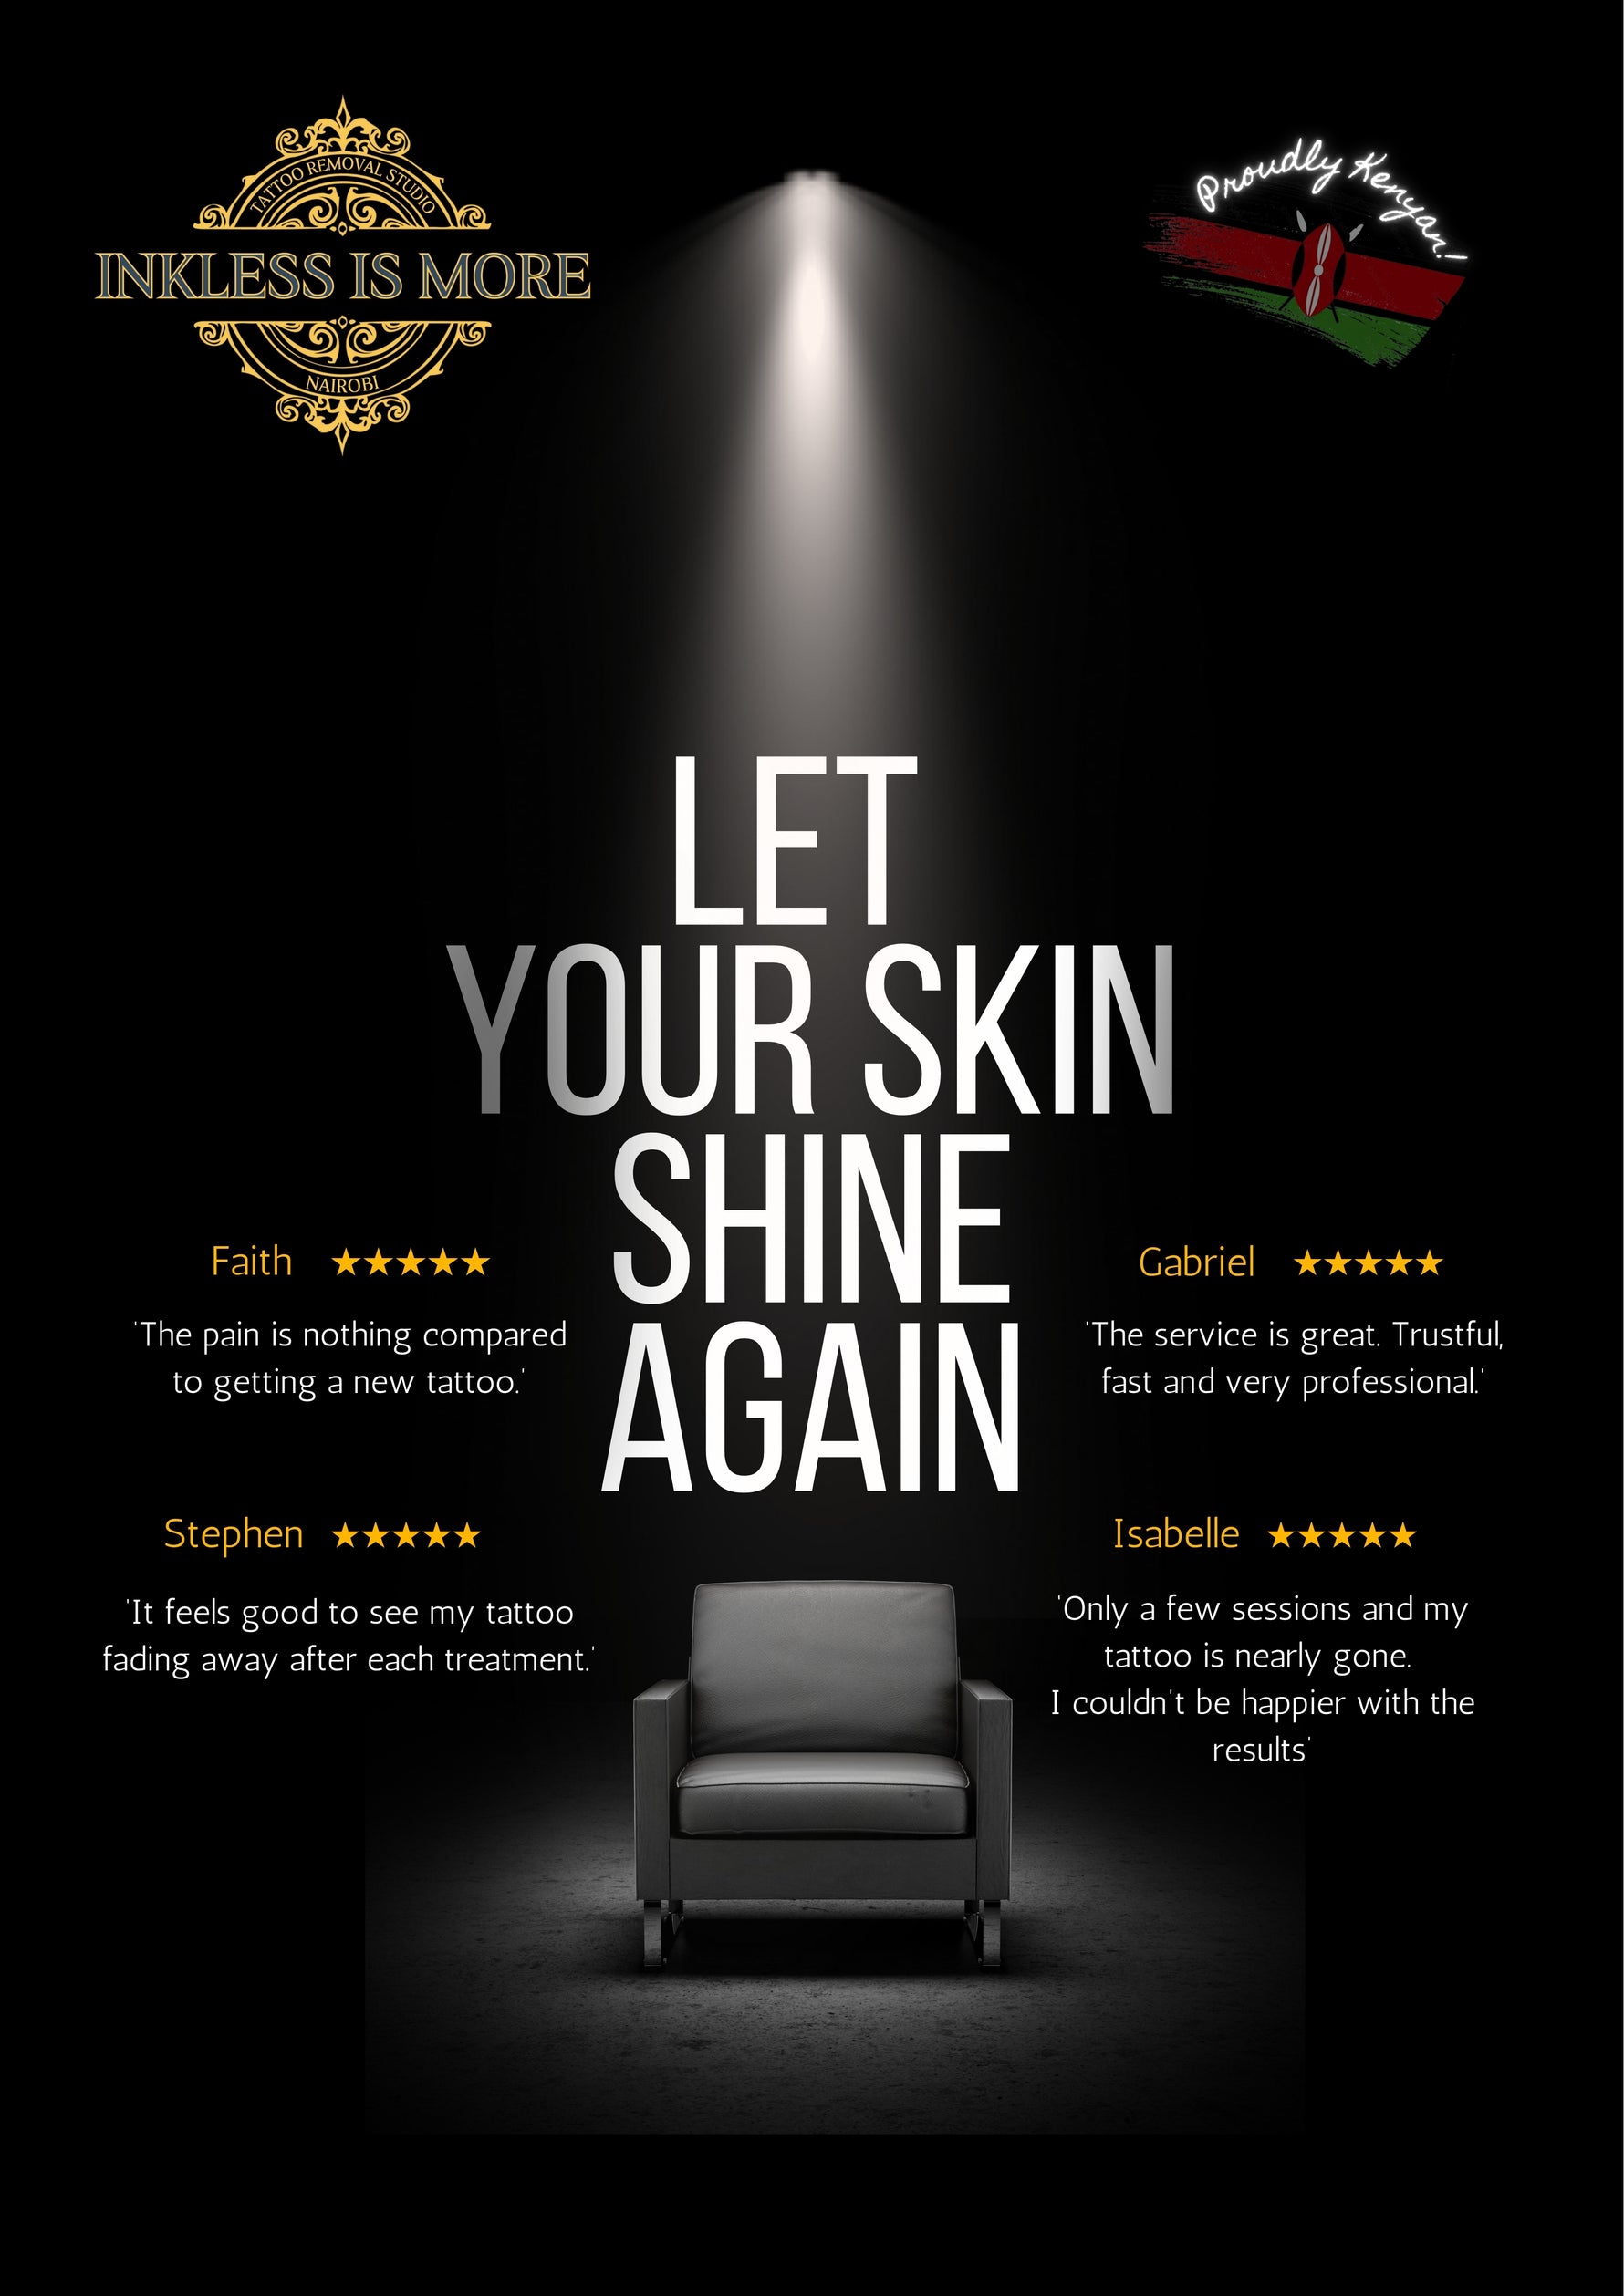 TATTOO REMOVAL STUDIO
INKLESS IS MORE
NAIROBI
Proudly Kenyan!
LET
YOUR SKIN
SHINE
AGAIN
Faith ★★★★★
'The pain is nothing compared
to getting a new tattoo.'
Gabriel ★★★★★
'The service is great. Trustful,
fast and very professional.'
Stephen ★★★★★
'It feels good to see my tattoo
fading away after each treatment.'
Isabelle ★★★★★
'Only a few sessions and my
tattoo is nearly gone.
I couldn't be happier with the
results'